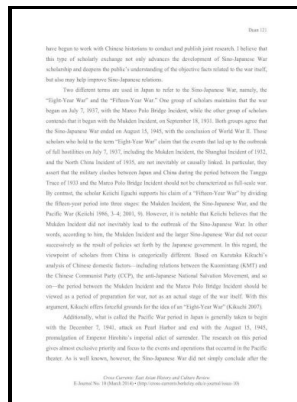 Duan 121
have begun to work with Chinese historians to conduct and publish joint research. I believe that
this type of scholarly exchange not only advances the development of Sino-Japanese War
scholarship and deepens the public's understanding of the objective facts related to the war itself,
but also may help improve Sino-Japanese relations.
Two different terms are used in Japan to refer to the Sino-Japanese War, namely, the
"Eight-Year War" and the "Fifteen-Year War." One group of scholars maintains that the war
began on July 7, 1937, with the Marco Polo Bridge Incident, while the other group of scholars
contends that it began with the Mukden Incident, on September 18, 1931. Both groups agree that
the Sino-Japanese War ended on August 15, 1945, with the conclusion of World War II. Those
scholars who hold to the term "Eight-Year War" claim that the events that led up to the outbreak
of full hostilities on July 7, 1937, including the Mukden Incident, the Shanghai Incident of 1932,
and the North China Incident of 1935, are not inevitably or causally linked. In particular, they
assert that the military clashes between Japan and China during the period between the Tanggu
Truce of 1933 and the Marco Polo Bridge Incident should not be characterized as full-scale war.
By contrast, the scholar Keiichi Eguchi supports his claim of a "Fifteen-Year War" by dividing
the fifteen-year period into three stages: the Mukden Incident, the Sino-Japanese War, and the
Pacific War (Keiichi 1986, 3–4; 2001, 9). However, it is notable that Keiichi believes that the
Mukden Incident did not inevitably lead to the outbreak of the Sino-Japanese War. In other
words, according to him, the Mukden Incident and the larger Sino-Japanese War did not occur
successively as the result of policies set forth by the Japanese government. In this regard, the
viewpoint of scholars from China is categorically different. Based on Kazutaka Kikuchi's
analysis of Chinese domestic factors—including relations between the Kuomintang (KMT) and
the Chinese Communist Party (CCP), the anti-Japanese National Salvation Movement, and so
on—the period between the Mukden Incident and the Marco Polo Bridge Incident should be
viewed as a period of preparation for war, not as an actual stage of the war itself. With this
argument, Kikuchi offers forceful grounds for the idea of an "Eight-Year War" (Kikuchi 2007).
Additionally, what is called the Pacific War period in Japan is generally taken to begin
with the December 7, 1941, attack on Pearl Harbor and end with the August 15, 1945,
promulgation of Emperor Hirohito's imperial edict of surrender. The research on this period
gives almost exclusive priority and focus to the events and operations that occurred in the Pacific
theater. As is well known, however, the Sino-Japanese War did not simply conclude after the
Cross-Currents: East Asian History and Culture Review
E-Journal No. 10 (March 2014) • (http://cross-currents.berkeley.edu/e-journal/issue-10)